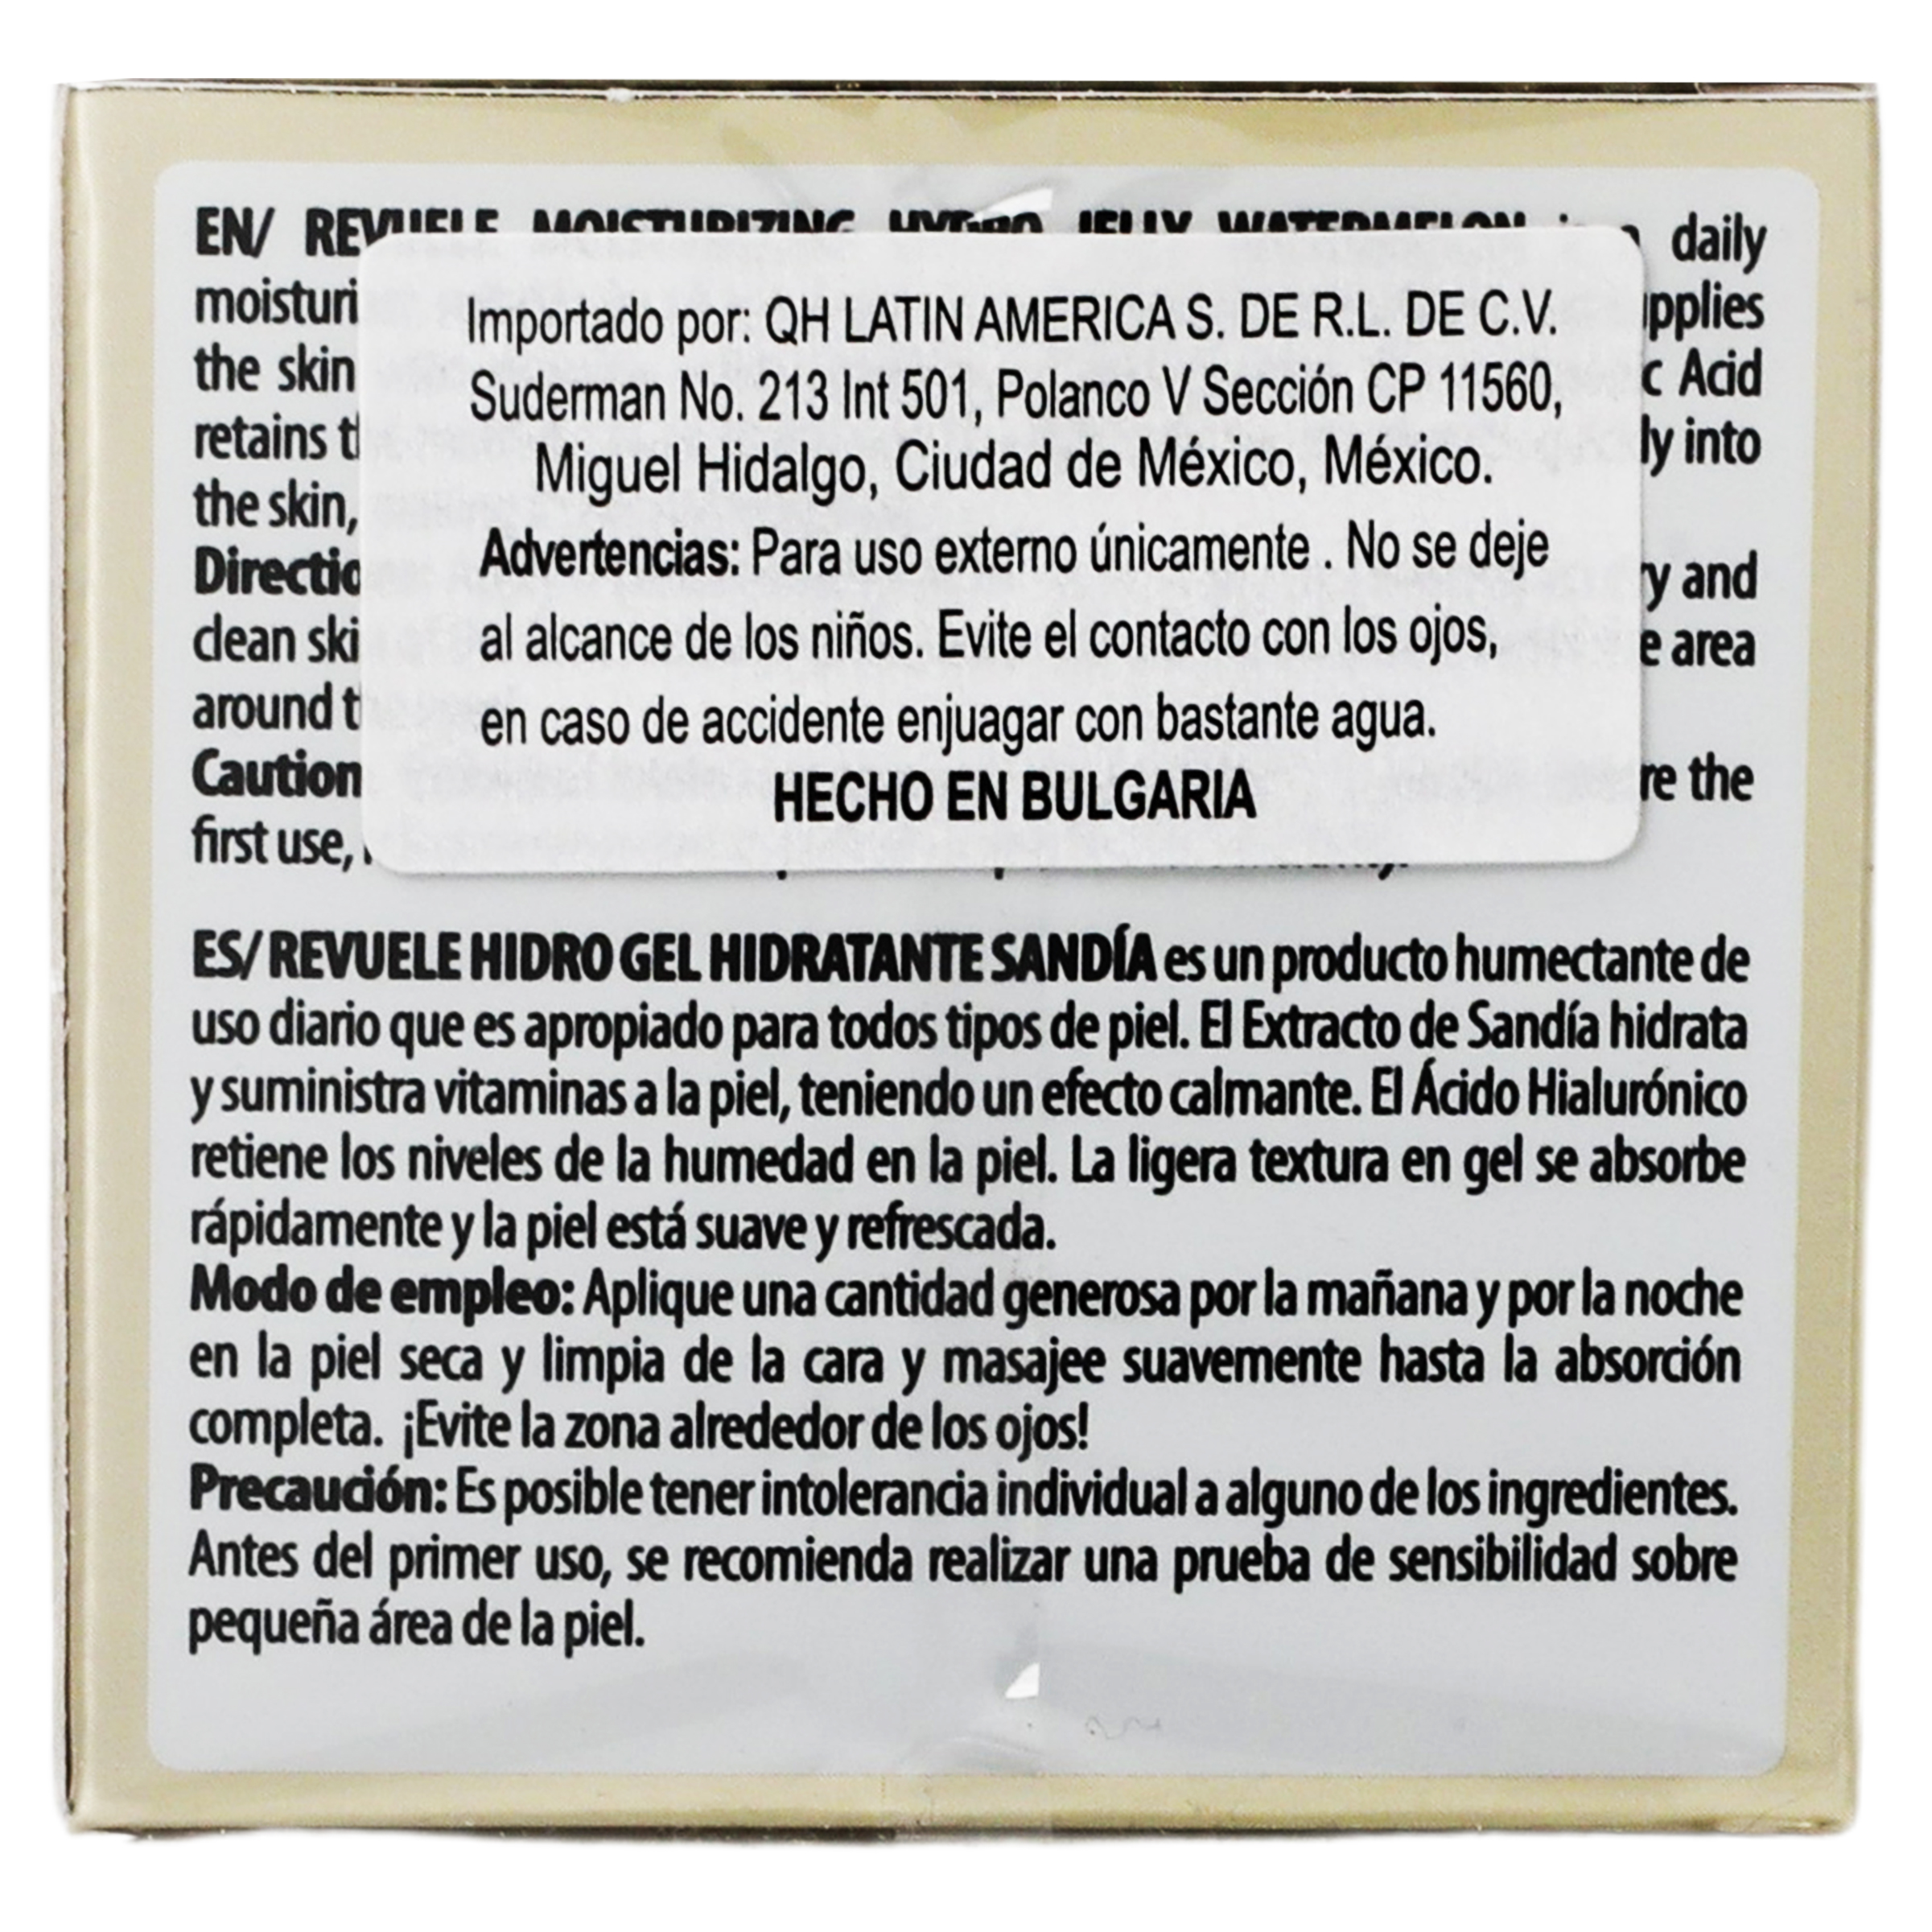 EN/ REVUELE MOISTURIZING HYDRO JELLY WATERMELON is a daily
moisturi
pplies
the skin
c Acid
retains
ly into
the skin,
Directio
y and
clean ski
e area
around
Caution
re the
first use,
Importado por: QH LATIN AMERICA S. DE R.L. DE C.V.
Suderman No. 213 Int 501, Polanco V Sección CP 11560,
Miguel Hidalgo, Ciudad de México, México.
Advertencias: Para uso externo únicamente . No se deje
al alcance de los niños. Evite el contacto con los ojos,
en caso de accidente enjuagar con bastante agua.
HECHO EN BULGARIA
ES/ REVUELE HIDRO GEL HIDRATANTE SANDÍA es un producto humectante de
uso diario que es apropiado para todos tipos de piel. El Extracto de Sandía hidrata
y suministra vitaminas a la piel, teniendo un efecto calmante. El Ácido Hialurónico
retiene los niveles de la humedad en la piel. La ligera textura en gel se absorbe
rápidamente y la piel está suave y refrescada.
Modo de empleo: Aplique una cantidad generosa por la mañana y por la noche
en la piel seca y limpia de la cara y masajee suavemente hasta la absorción
completa. ¡Evite la zona alrededor de los ojos!
Precaución: Es posible tener intolerancia individual a alguno de los ingredientes.
Antes del primer uso, se recomienda realizar una prueba de sensibilidad sobre
pequeña área de la piel.